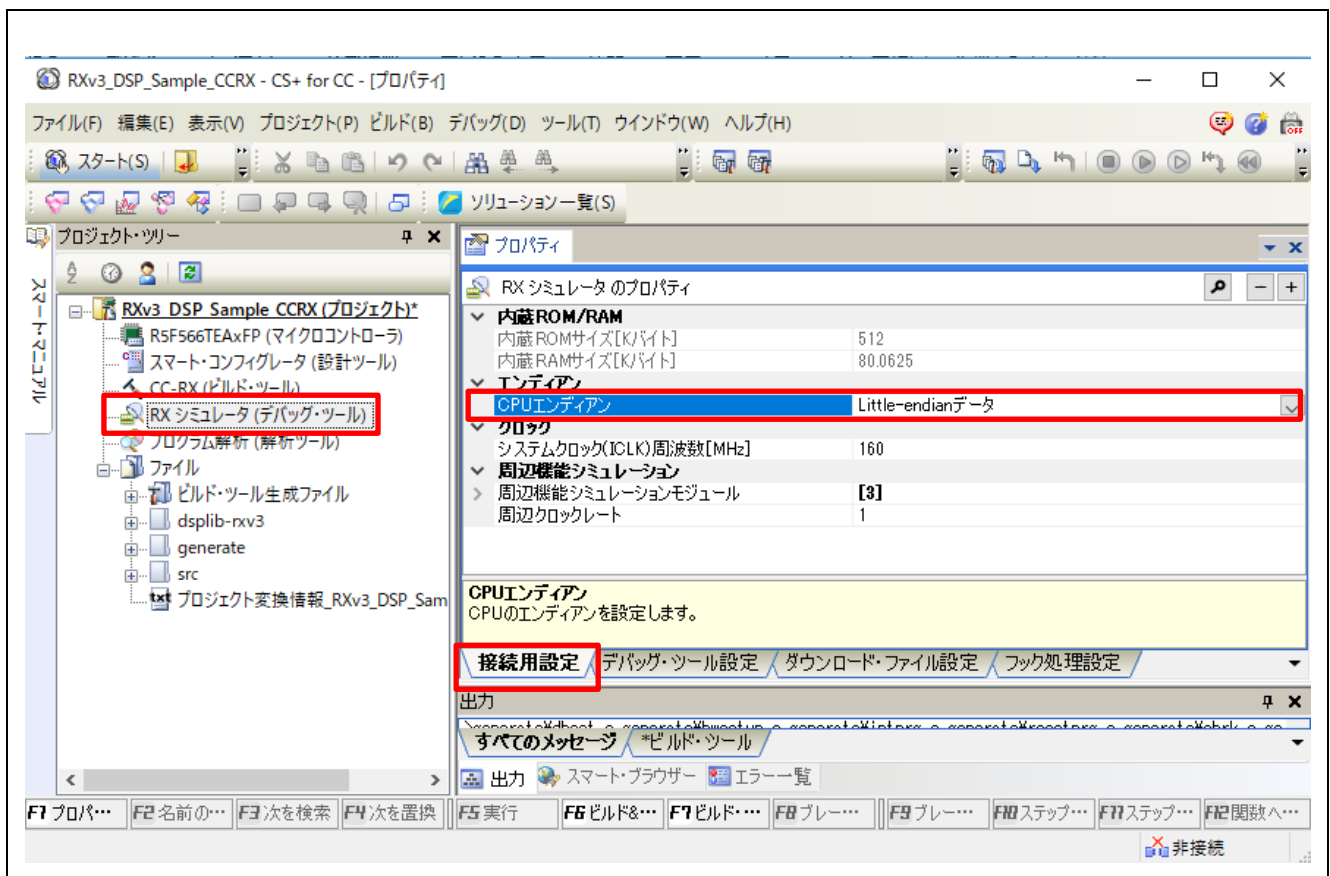 RXv3_DSP_Sample_CCRX - CS+ for CC - [プロパティ]
ファイル(F) 編集(E) 表示(V) プロジェクト(P) ビルド(B) デバッグ(D) ツール(T) ウインドウ(W) ヘルプ(H)
スタート(S)
OFF
ソリューション一覧(S)
スマート・マニュアル
プロジェクト・ツリー
RXv3_DSP_Sample_CCRX (プロジェクト)*
R5F566TEAxFP (マイクロコントローラ)
スマート・コンフィグレータ (設計ツール)
CC-RX (ビルド・ツール)
RX シミュレータ (デバッグ・ツール)
プログラム解析 (解析ツール)
ファイル
ビルド・ツール生成ファイル
dsplib-rxv3
generate
src
プロジェクト変換情報_RXv3_DSP_Sam
プロパティ
RX シミュレータ のプロパティ
内蔵ROM/RAM
内蔵ROMサイズ[Kバイト] 512
内蔵RAMサイズ[Kバイト] 80.0625
エンディアン
CPUエンディアン Little-endianデータ
クロック
システムクロック(ICLK)周波数[MHz] 160
周辺機能シミュレーション
周辺機能シミュレーションモジュール [3]
周辺クロックレート 1
CPUエンディアン
CPUのエンディアンを設定します。
接続用設定 デバッグ・ツール設定 ダウンロード・ファイル設定 フック処理設定
出力
すべてのメッセージ *ビルド・ツール
出力 スマート・ブラウザー エラー一覧
F1 プロパ… F2 名前の… F3 次を検索 F4 次を置換 F5 実行 F6 ビルド&… F7 ビルド・… F8 ブレー… F9 ブレー… F10 ステップ… F11 ステップ… F12 関数へ…
非接続